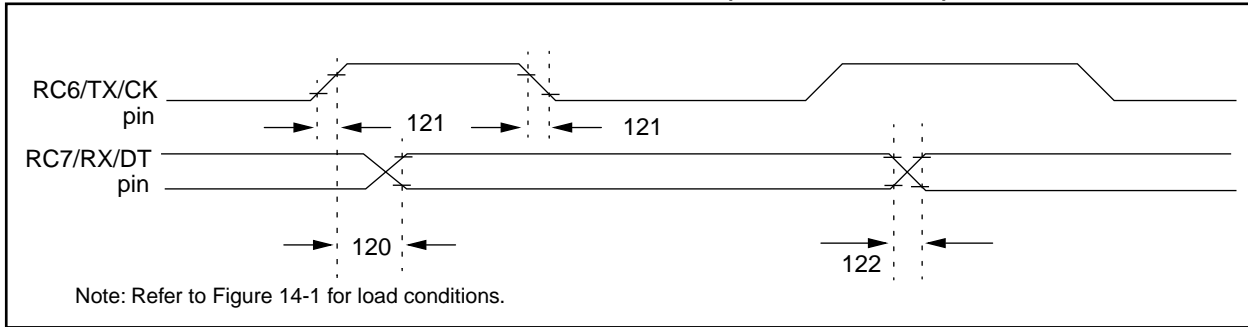 RC6/TX/CK
pin
121
121
RC7/RX/DT
pin
120
122
Note: Refer to Figure 14-1 for load conditions.